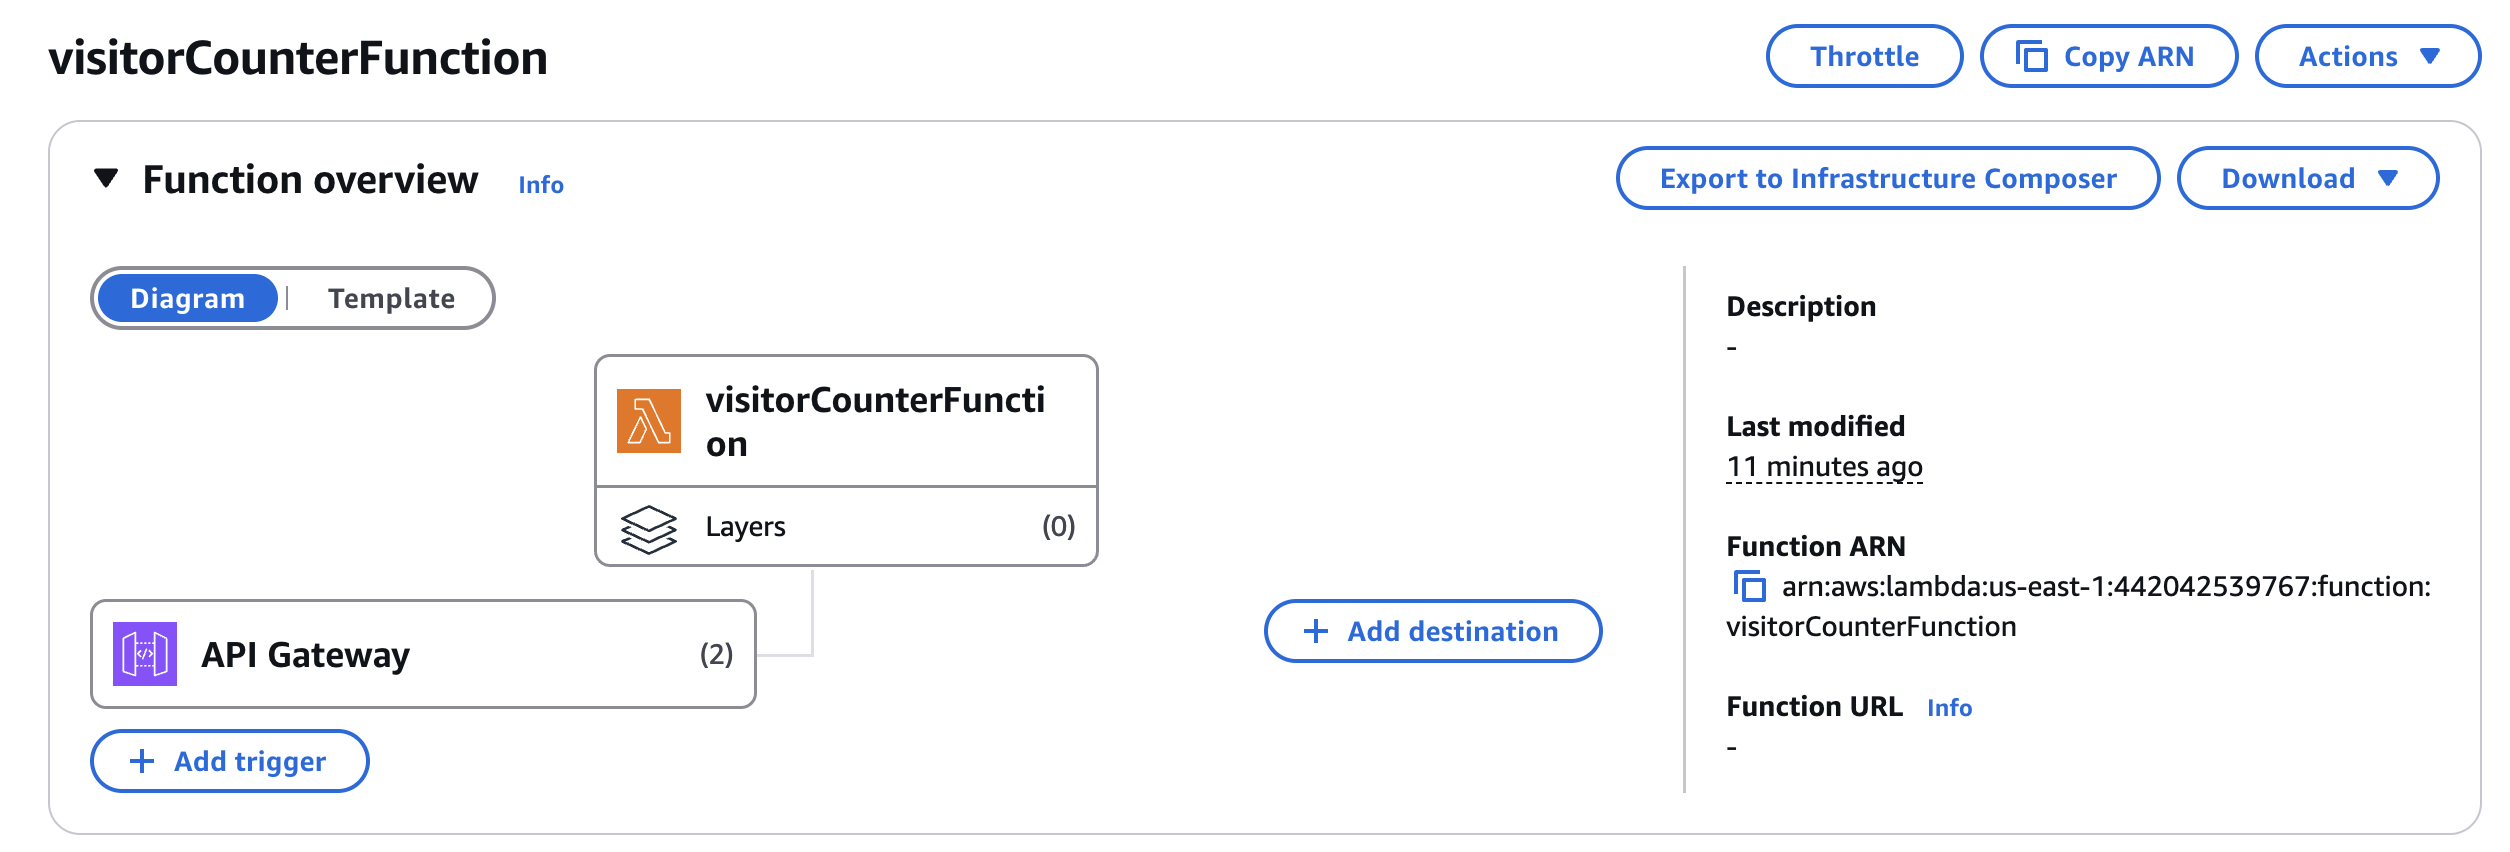 visitorCounterFunction
Throttle
Copy ARN
Actions
Function overview
Info
Export to Infrastructure Composer
Download
Diagram
Template
visitorCounterFuncti
on
Layers
(0)
API Gateway
(2)
Add trigger
Add destination
Description
-
Last modified
11 minutes ago
Function ARN
arn:aws:lambda:us-east-1:442042539767:function:
visitorCounterFunction
Function URL
Info
-